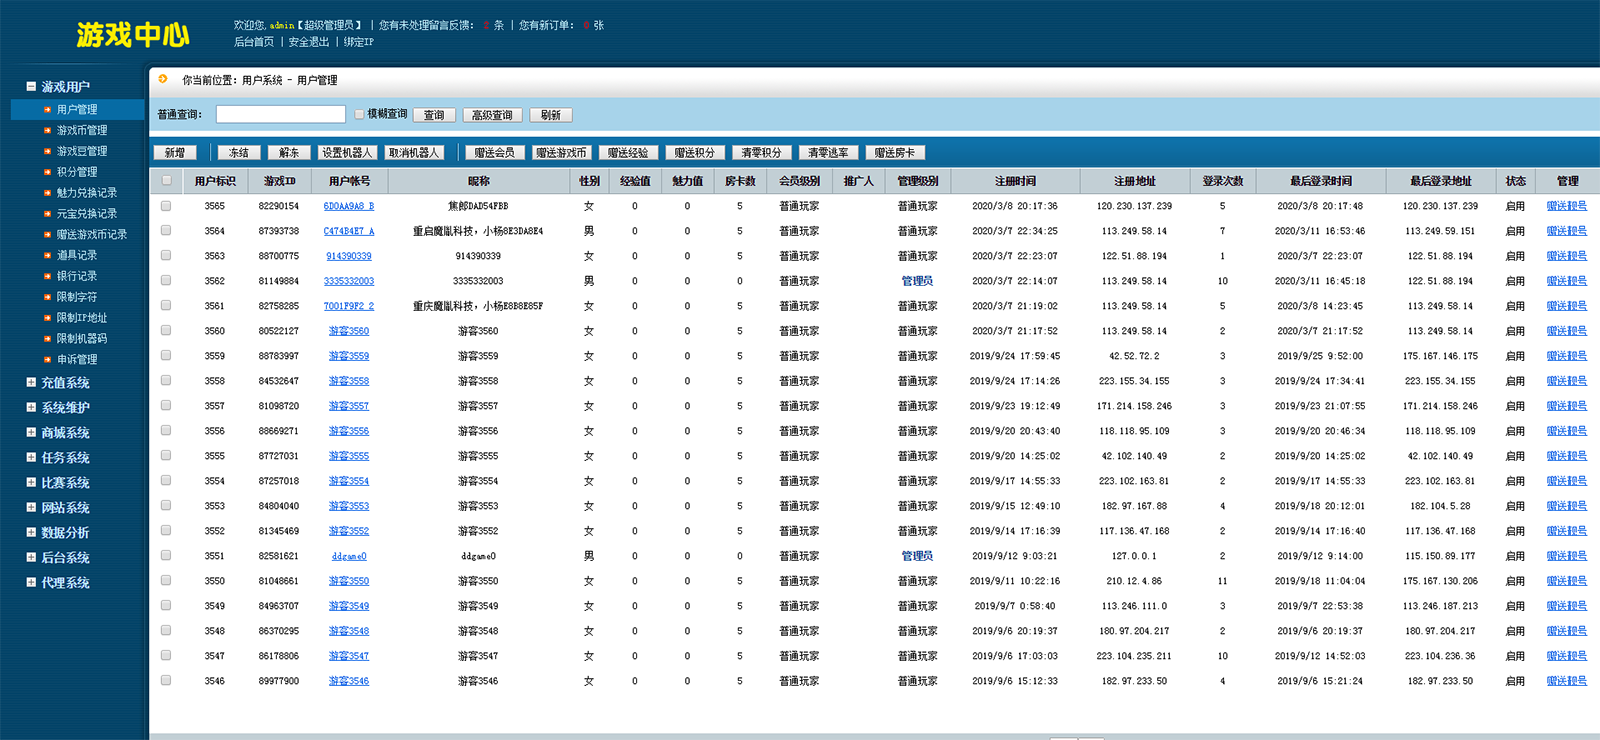 游戏中心
欢迎您,admin【超级管理员】 | 您有未处理留言反馈: 条 | 您有新订单: 张
后台首页 | 安全退出 | 绑定IP
你当前位置：用户系统 - 用户管理
普通查询： 模糊查询 查询 高级查询 刷新
新增 冻结 解冻 设置机器人 取消机器人 赠送会员 赠送游戏币 赠送经验 赠送积分 清零积分 清零逃率 赠送房卡
游戏用户
用户管理
游戏币管理
游戏豆管理
积分管理
魅力兑换记录
元宝兑换记录
赠送游戏币记录
道具记录
银行记录
限制字符
限制IP地址
限制机器码
申诉管理
充值系统
系统维护
商城系统
任务系统
比赛系统
网站系统
数据分析
后台系统
代理系统
用户标识 游戏ID 用户帐号 昵称 性别 经验值 魅力值 房卡数 会员级别 推广人 管理级别 注册时间 注册地址 登录次数 最后登录时间 最后登录地址 状态 管理
3565 82290154 6D0AA9A8_B 焦郎DAD54FBB 女 0 0 5 普通玩家 普通玩家 2020/3/8 20:17:36 120.230.137.239 5 2020/3/8 20:17:48 120.230.137.239 启用 赠送靓号
3564 87393738 C474B4E7_A 重启魔胤科技，小杨8E3DA8E4 男 0 0 5 普通玩家 普通玩家 2020/3/7 22:34:25 113.249.58.14 7 2020/3/11 16:53:46 113.249.59.151 启用 赠送靓号
3563 88700775 914390339 914390339 女 0 0 5 普通玩家 普通玩家 2020/3/7 22:23:07 122.51.88.194 1 2020/3/7 22:23:07 122.51.88.194 启用 赠送靓号
3562 81149884 3335332003 3335332003 男 0 0 0 普通玩家 管理员 2020/3/7 22:14:07 113.249.58.14 10 2020/3/11 16:45:18 122.51.88.194 启用 赠送靓号
3561 82758285 7001F9F2_2 重庆魔胤科技，小杨E8B8E85F 女 0 0 5 普通玩家 普通玩家 2020/3/7 21:19:02 113.249.58.14 5 2020/3/8 14:23:45 113.249.58.14 启用 赠送靓号
3560 80522127 游客3560 游客3560 女 0 0 5 普通玩家 普通玩家 2020/3/7 21:17:52 113.249.58.14 2 2020/3/7 21:17:52 113.249.58.14 启用 赠送靓号
3559 88783997 游客3559 游客3559 女 0 0 5 普通玩家 普通玩家 2019/9/24 17:59:45 42.52.72.2 3 2019/9/25 9:52:00 175.167.146.175 启用 赠送靓号
3558 84532647 游客3558 游客3558 女 0 0 5 普通玩家 普通玩家 2019/9/24 17:14:26 223.155.34.155 3 2019/9/24 17:34:41 223.155.34.155 启用 赠送靓号
3557 81098720 游客3557 游客3557 女 0 0 5 普通玩家 普通玩家 2019/9/23 19:12:49 171.214.158.246 3 2019/9/23 21:07:55 171.214.158.246 启用 赠送靓号
3556 88669271 游客3556 游客3556 女 0 0 5 普通玩家 普通玩家 2019/9/20 20:43:40 118.118.95.109 3 2019/9/20 20:46:34 118.118.95.109 启用 赠送靓号
3555 87727031 游客3555 游客3555 女 0 0 5 普通玩家 普通玩家 2019/9/20 14:25:02 42.102.140.49 2 2019/9/20 14:25:02 42.102.140.49 启用 赠送靓号
3554 87257018 游客3554 游客3554 女 0 0 5 普通玩家 普通玩家 2019/9/17 14:55:33 223.102.163.81 2 2019/9/17 14:55:33 223.102.163.81 启用 赠送靓号
3553 84804040 游客3553 游客3553 女 0 0 5 普通玩家 普通玩家 2019/9/15 12:49:10 182.97.167.88 4 2019/9/18 20:12:01 182.104.5.28 启用 赠送靓号
3552 81345469 游客3552 游客3552 女 0 0 5 普通玩家 普通玩家 2019/9/14 17:16:39 117.136.47.168 2 2019/9/14 17:16:40 117.136.47.168 启用 赠送靓号
3551 82581621 ddgame0 ddgame0 男 0 0 0 普通玩家 管理员 2019/9/12 9:03:21 127.0.0.1 2 2019/9/12 9:14:00 115.150.89.177 启用 赠送靓号
3550 81048661 游客3550 游客3550 女 0 0 5 普通玩家 普通玩家 2019/9/11 10:22:16 210.12.4.86 11 2019/9/18 11:04:04 175.167.130.206 启用 赠送靓号
3549 84963707 游客3549 游客3549 女 0 0 5 普通玩家 普通玩家 2019/9/7 0:58:40 113.246.111.0 3 2019/9/7 22:53:38 113.246.187.213 启用 赠送靓号
3548 86370295 游客3548 游客3548 女 0 0 5 普通玩家 普通玩家 2019/9/6 20:19:37 180.97.204.217 2 2019/9/6 20:19:37 180.97.204.217 启用 赠送靓号
3547 86178806 游客3547 游客3547 女 0 0 5 普通玩家 普通玩家 2019/9/6 17:03:03 223.104.235.211 10 2019/9/12 14:52:03 223.104.236.36 启用 赠送靓号
3546 89977900 游客3546 游客3546 女 0 0 5 普通玩家 普通玩家 2019/9/6 15:12:33 182.97.233.50 4 2019/9/6 15:21:24 182.97.233.50 启用 赠送靓号